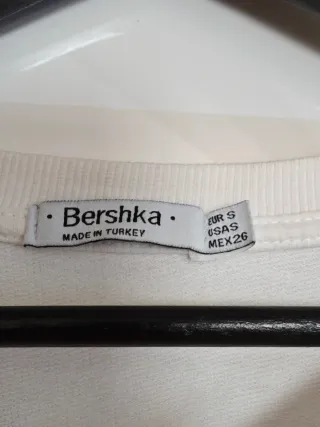 · Bershka ·
MADE IN TURKEY
EUR S
USA S
MEX 26